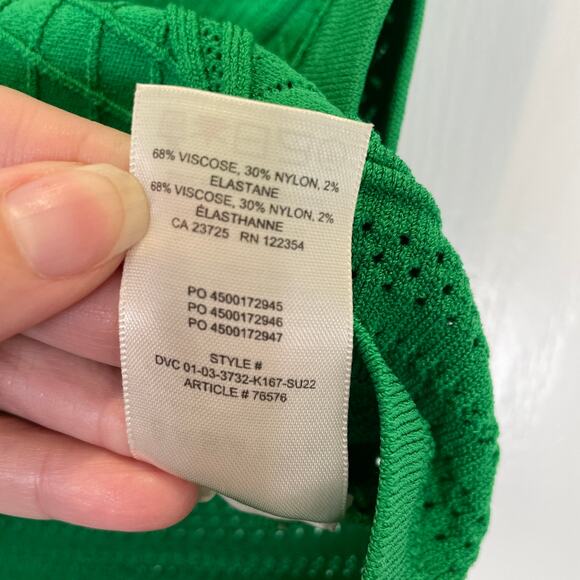 68% VISCOSE, 30% NYLON, 2%
ELASTANE
68% VISCOSE, 30% NYLON, 2%
ÉLASTHANNE
CA 23725 RN 122354
PO 4500172945
PO 4500172946
PO 4500172947
STYLE #
DVC 01-03-3732-K167-SU22
ARTICLE # 76576